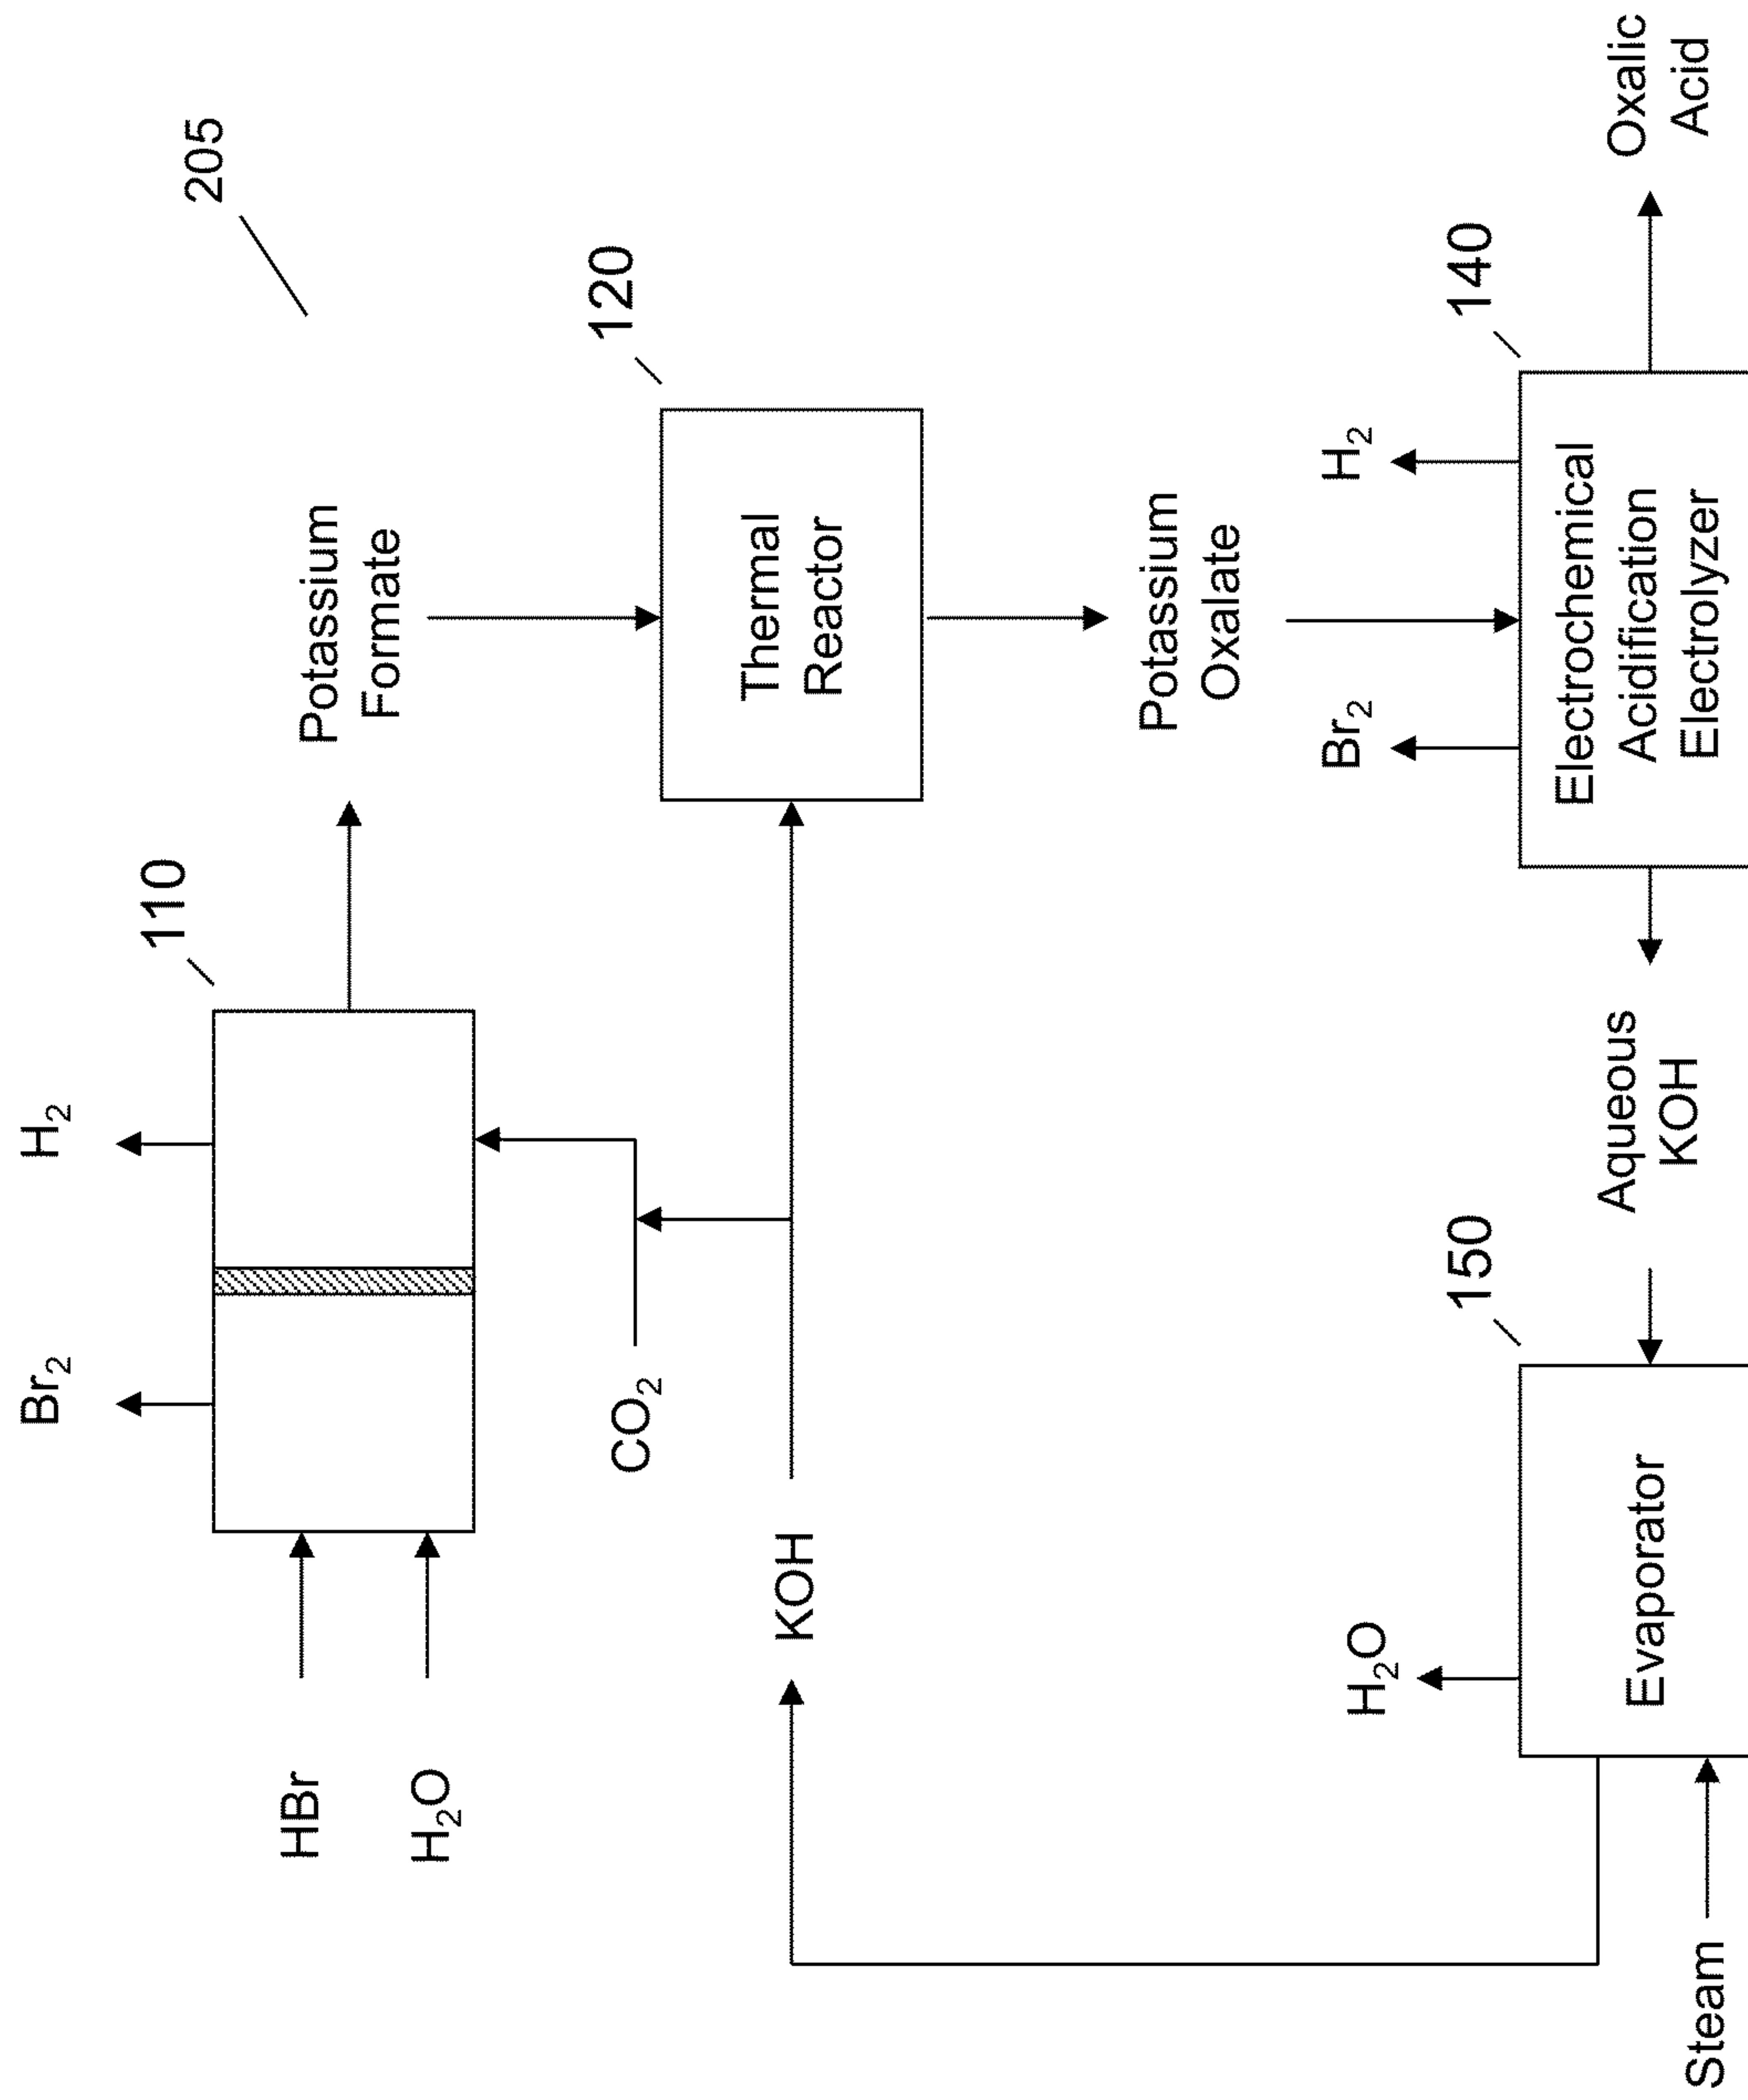 205
Br2
H2
110
HBr
H2O
Potassium
Formate
CO2
120
KOH
Thermal
Reactor
Potassium
Oxalate
H2O
150
Br2
H2
140
Steam
Evaporator
Aqueous
KOH
Electrochemical
Acidification
Electrolyzer
Oxalic
Acid